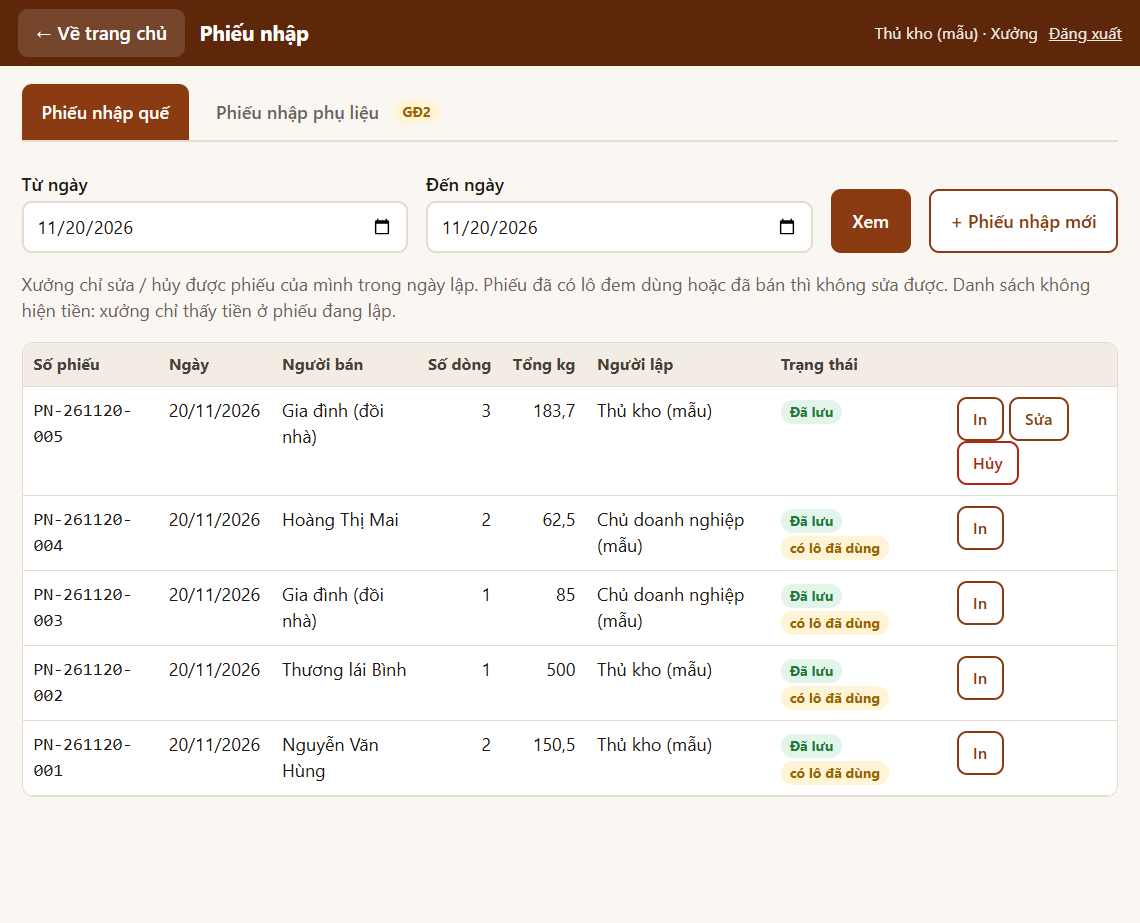 ← Về trang chủ
Phiếu nhập
Thủ kho (mẫu) · Xưởng Đăng xuất
Phiếu nhập quế
Phiếu nhập phụ liệu GĐ2
Từ ngày
Đến ngày
11/20/2026
11/20/2026
Xem
+ Phiếu nhập mới
Xưởng chỉ sửa / hủy được phiếu của mình trong ngày lập. Phiếu đã có lô đem dùng hoặc đã bán thì không sửa được. Danh sách không
hiện tiền: xưởng chỉ thấy tiền ở phiếu đang lập.
Số phiếu Ngày Người bán Số dòng Tổng kg Người lập Trạng thái
PN-261120- 20/11/2026 Gia đình (đồi 3 183,7 Thủ kho (mẫu) Đã lưu In Sửa
005 nhà)
Hủy
PN-261120- 20/11/2026 Hoàng Thị Mai 2 62,5 Chủ doanh nghiệp Đã lưu In
004 (mẫu) có lô đã dùng
PN-261120- 20/11/2026 Gia đình (đồi 1 85 Chủ doanh nghiệp Đã lưu In
003 nhà) (mẫu) có lô đã dùng
PN-261120- 20/11/2026 Thương lái Bình 1 500 Thủ kho (mẫu) Đã lưu In
002 có lô đã dùng
PN-261120- 20/11/2026 Nguyễn Văn 2 150,5 Thủ kho (mẫu) Đã lưu In
001 Hùng có lô đã dùng